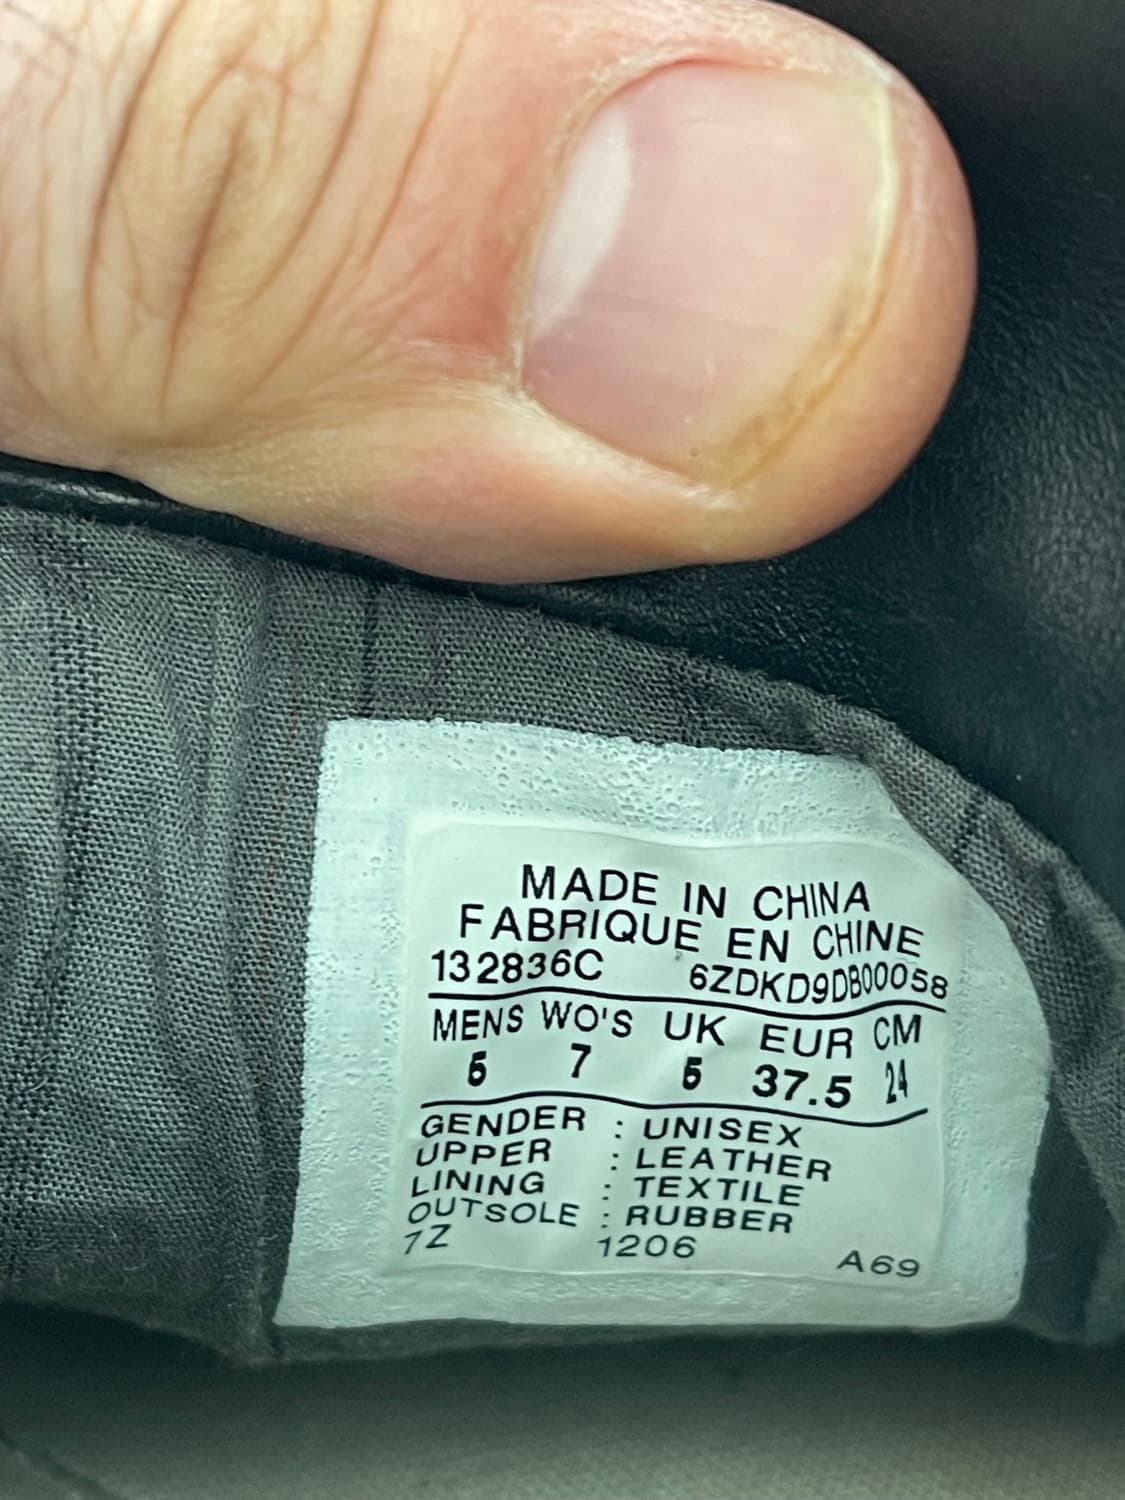 MADE IN CHINA
FABRIQUE EN CHINE
132836C 6ZDKD9DB00058
MENS WO'S UK EUR CM
5 7 5 37.5 24
GENDER : UNISEX
UPPER : LEATHER
LINING : TEXTILE
OUTSOLE : RUBBER
7Z 1206 A69